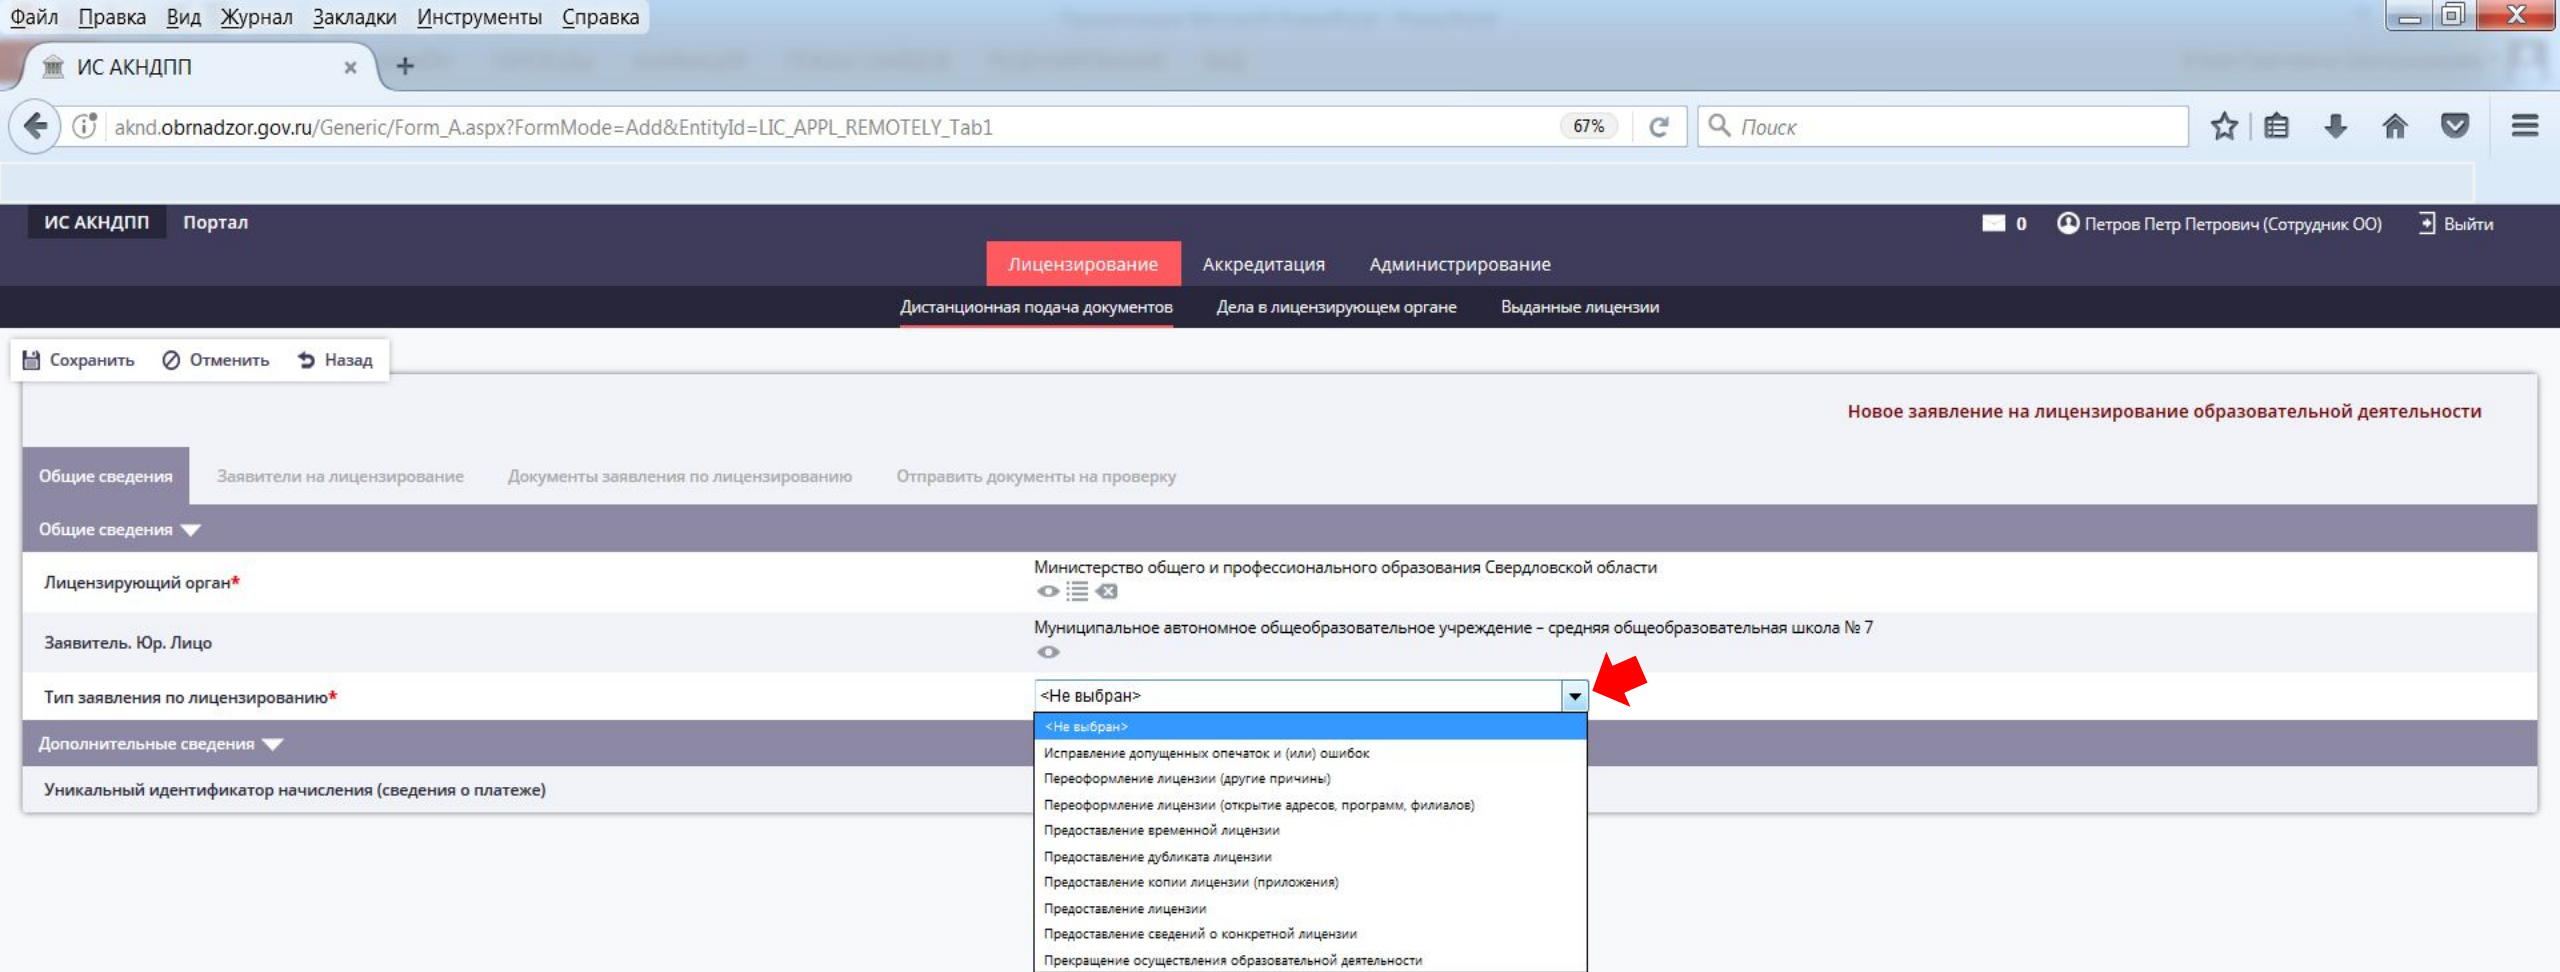 Файл Правка Вид Журнал Закладки Инструменты Справка
ИС АКНДПП
aknd.obrnadzor.gov.ru/Generic/Form_A.aspx?FormMode=Add&EntityId=LIC_APPL_REMOTELY_Tab1 67% Поиск
ИС АКНДПП Портал 0 Петров Петр Петрович (Сотрудник ОО) Выйти
Лицензирование Аккредитация Администрирование
Дистанционная подача документов Дела в лицензирующем органе Выданные лицензии
Сохранить Отменить Назад
Новое заявление на лицензирование образовательной деятельности
Общие сведения Заявители на лицензирование Документы заявления по лицензированию Отправить документы на проверку
Общие сведения
Лицензирующий орган* Министерство общего и профессионального образования Свердловской области
Заявитель. Юр. Лицо Муниципальное автономное общеобразовательное учреждение – средняя общеобразовательная школа № 7
Тип заявления по лицензированию* <Не выбран>
<Не выбран>
Дополнительные сведения
Исправление допущенных опечаток и (или) ошибок
Переоформление лицензии (другие причины)
Уникальный идентификатор начисления (сведения о платеже)
Переоформление лицензии (открытие адресов, программ, филиалов)
Предоставление временной лицензии
Предоставление дубликата лицензии
Предоставление копии лицензии (приложения)
Предоставление лицензии
Предоставление сведений о конкретной лицензии
Прекращение осуществления образовательной деятельности